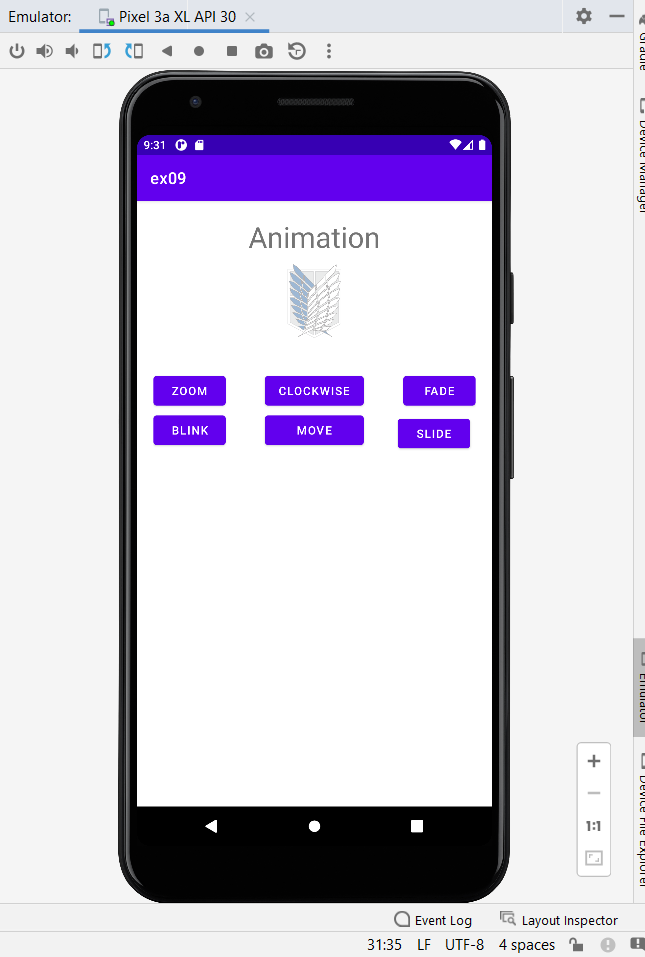 Emulator: Pixel 3a XL API 30
Gradle
Device Manager
9:31
ex09
Animation
ZOOM CLOCKWISE FADE
BLINK MOVE SLIDE
Emulator
1:1
Device File Explorer
Event Log Layout Inspector
31:35 LF UTF-8 4 spaces